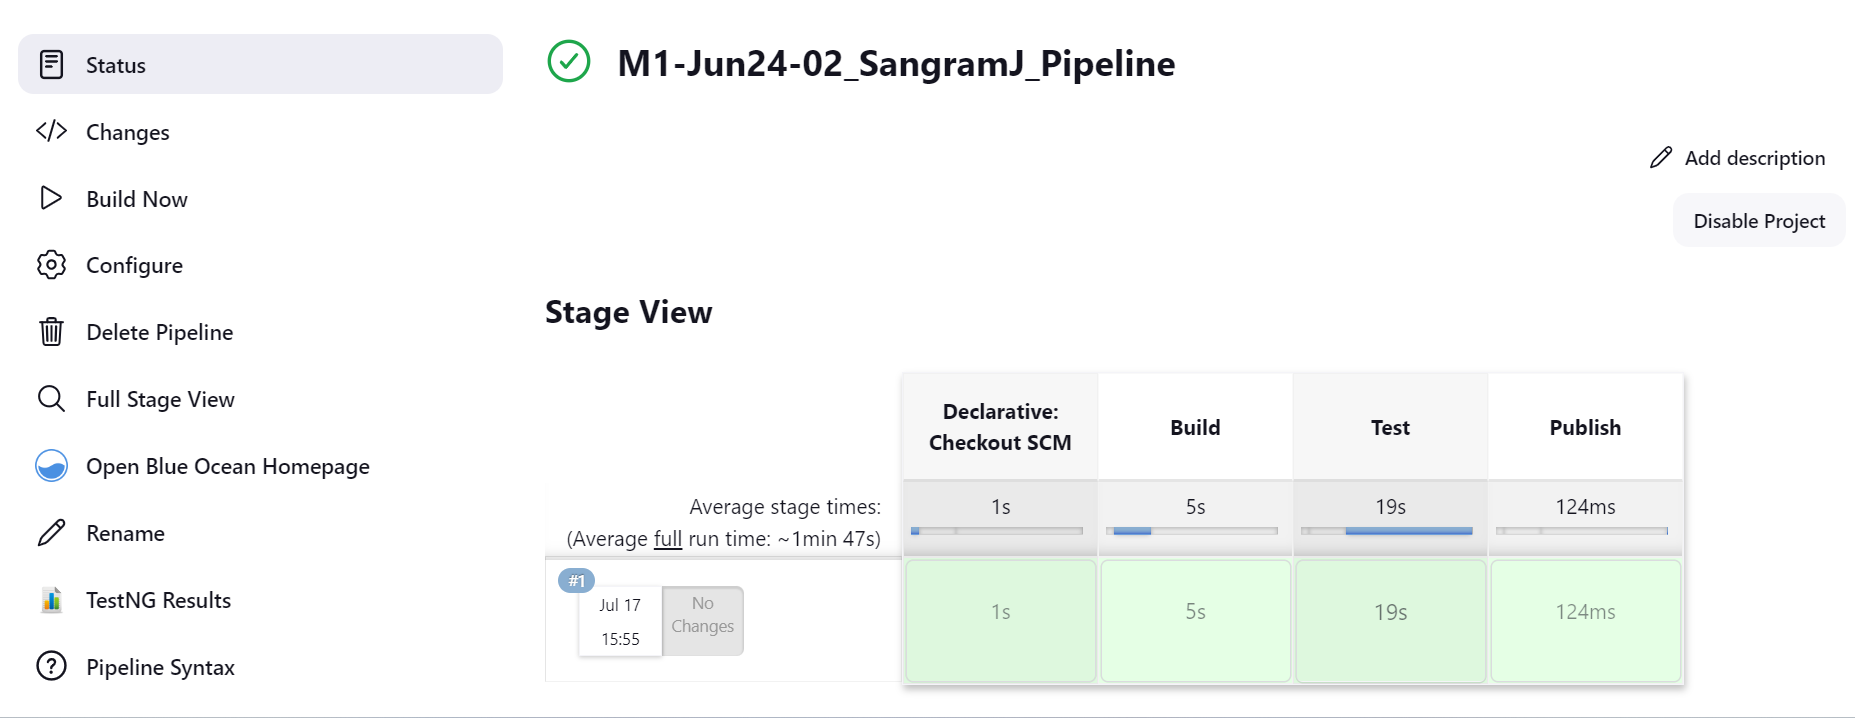 Status
Changes
Build Now
Configure
Delete Pipeline
Full Stage View
Open Blue Ocean Homepage
Rename
TestNG Results
Pipeline Syntax
M1-Jun24-02_SangramJ_Pipeline
Add description
Disable Project
Stage View
Declarative:
Checkout SCM
Build
Test
Publish
Average stage times:
(Average full run time: ~1min 47s)
1s
5s
19s
124ms
#1
Jul 17
15:55
No
Changes
1s
5s
19s
124ms